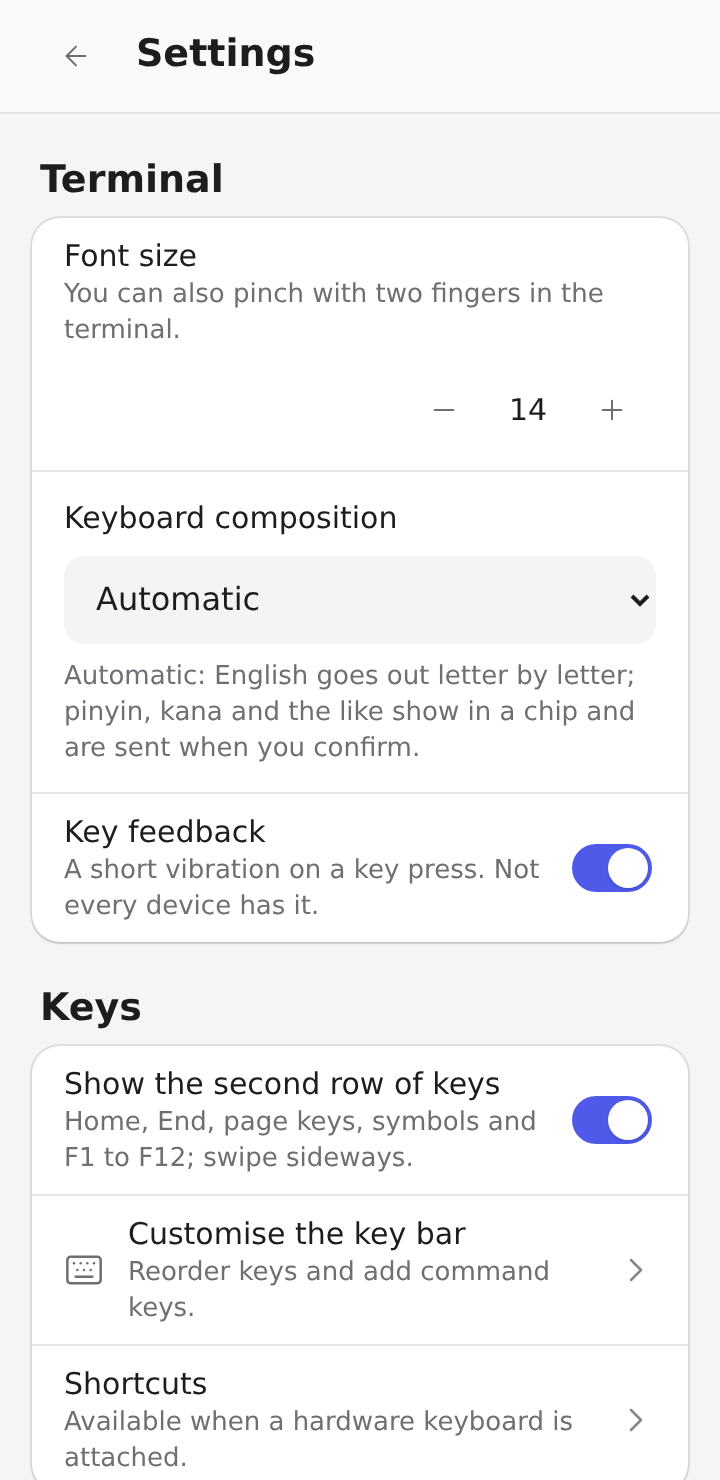 Settings
Terminal
Font size
You can also pinch with two fingers in the
terminal.
14
Keyboard composition
Automatic
Automatic: English goes out letter by letter;
pinyin, kana and the like show in a chip and
are sent when you confirm.
Key feedback
A short vibration on a key press. Not
every device has it.
Keys
Show the second row of keys
Home, End, page keys, symbols and
F1 to F12; swipe sideways.
Customise the key bar
Reorder keys and add command
keys.
Shortcuts
Available when a hardware keyboard is
attached.